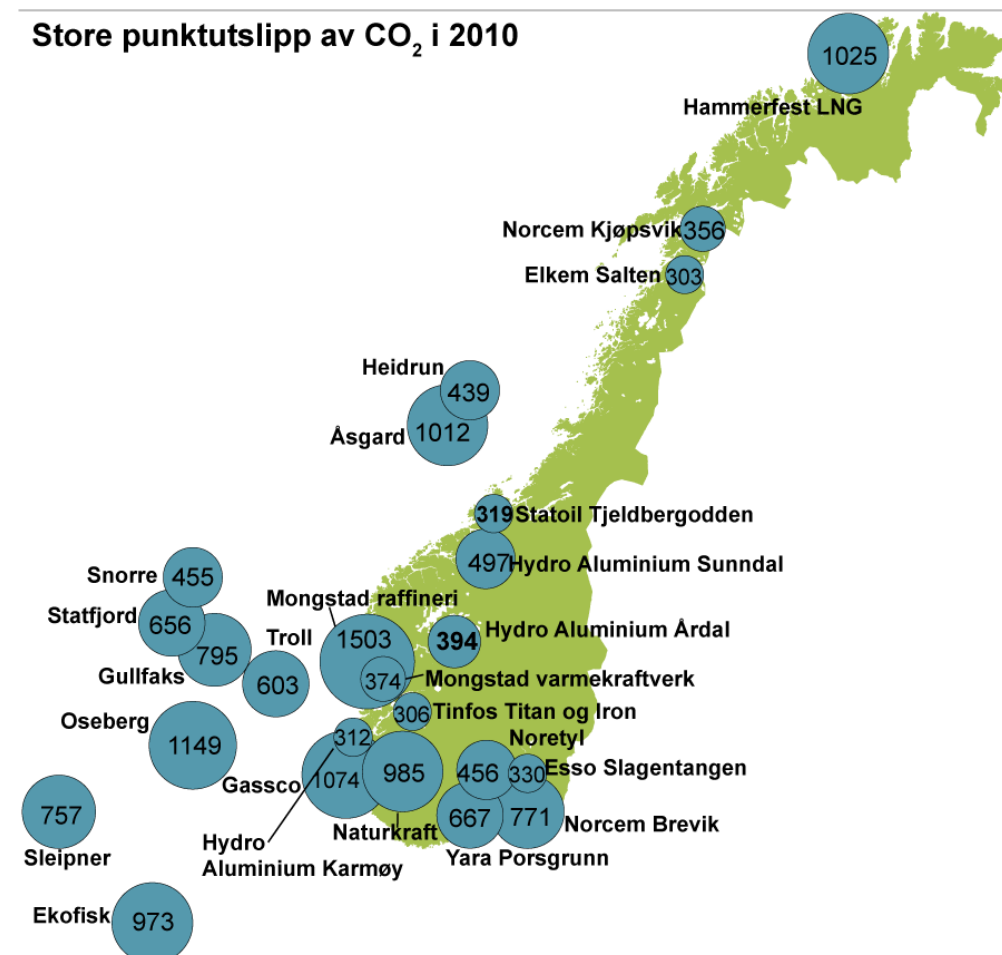 Store punktutslipp av CO₂ i 2010
1025
Hammerfest LNG
Norcem Kjøpsvik
356
Elkem Salten
303
Heidrun
439
Åsgard
1012
319
Statoil Tjeldbergodden
497
Hydro Aluminium Sunndal
Snorre
455
Statfjord
656
Gullfaks
795
Troll
603
Mongstad raffineri
1503
394
Hydro Aluminium Årdal
374
Mongstad varmekraftverk
306
Tinfos Titan og Iron
Oseberg
1149
312
Hydro
Aluminium Karmøy
Gassco
1074
985
Naturkraft
Noretyl
456
330
Esso Slagentangen
667
Yara Porsgrunn
771
Norcem Brevik
757
Sleipner
Ekofisk
973